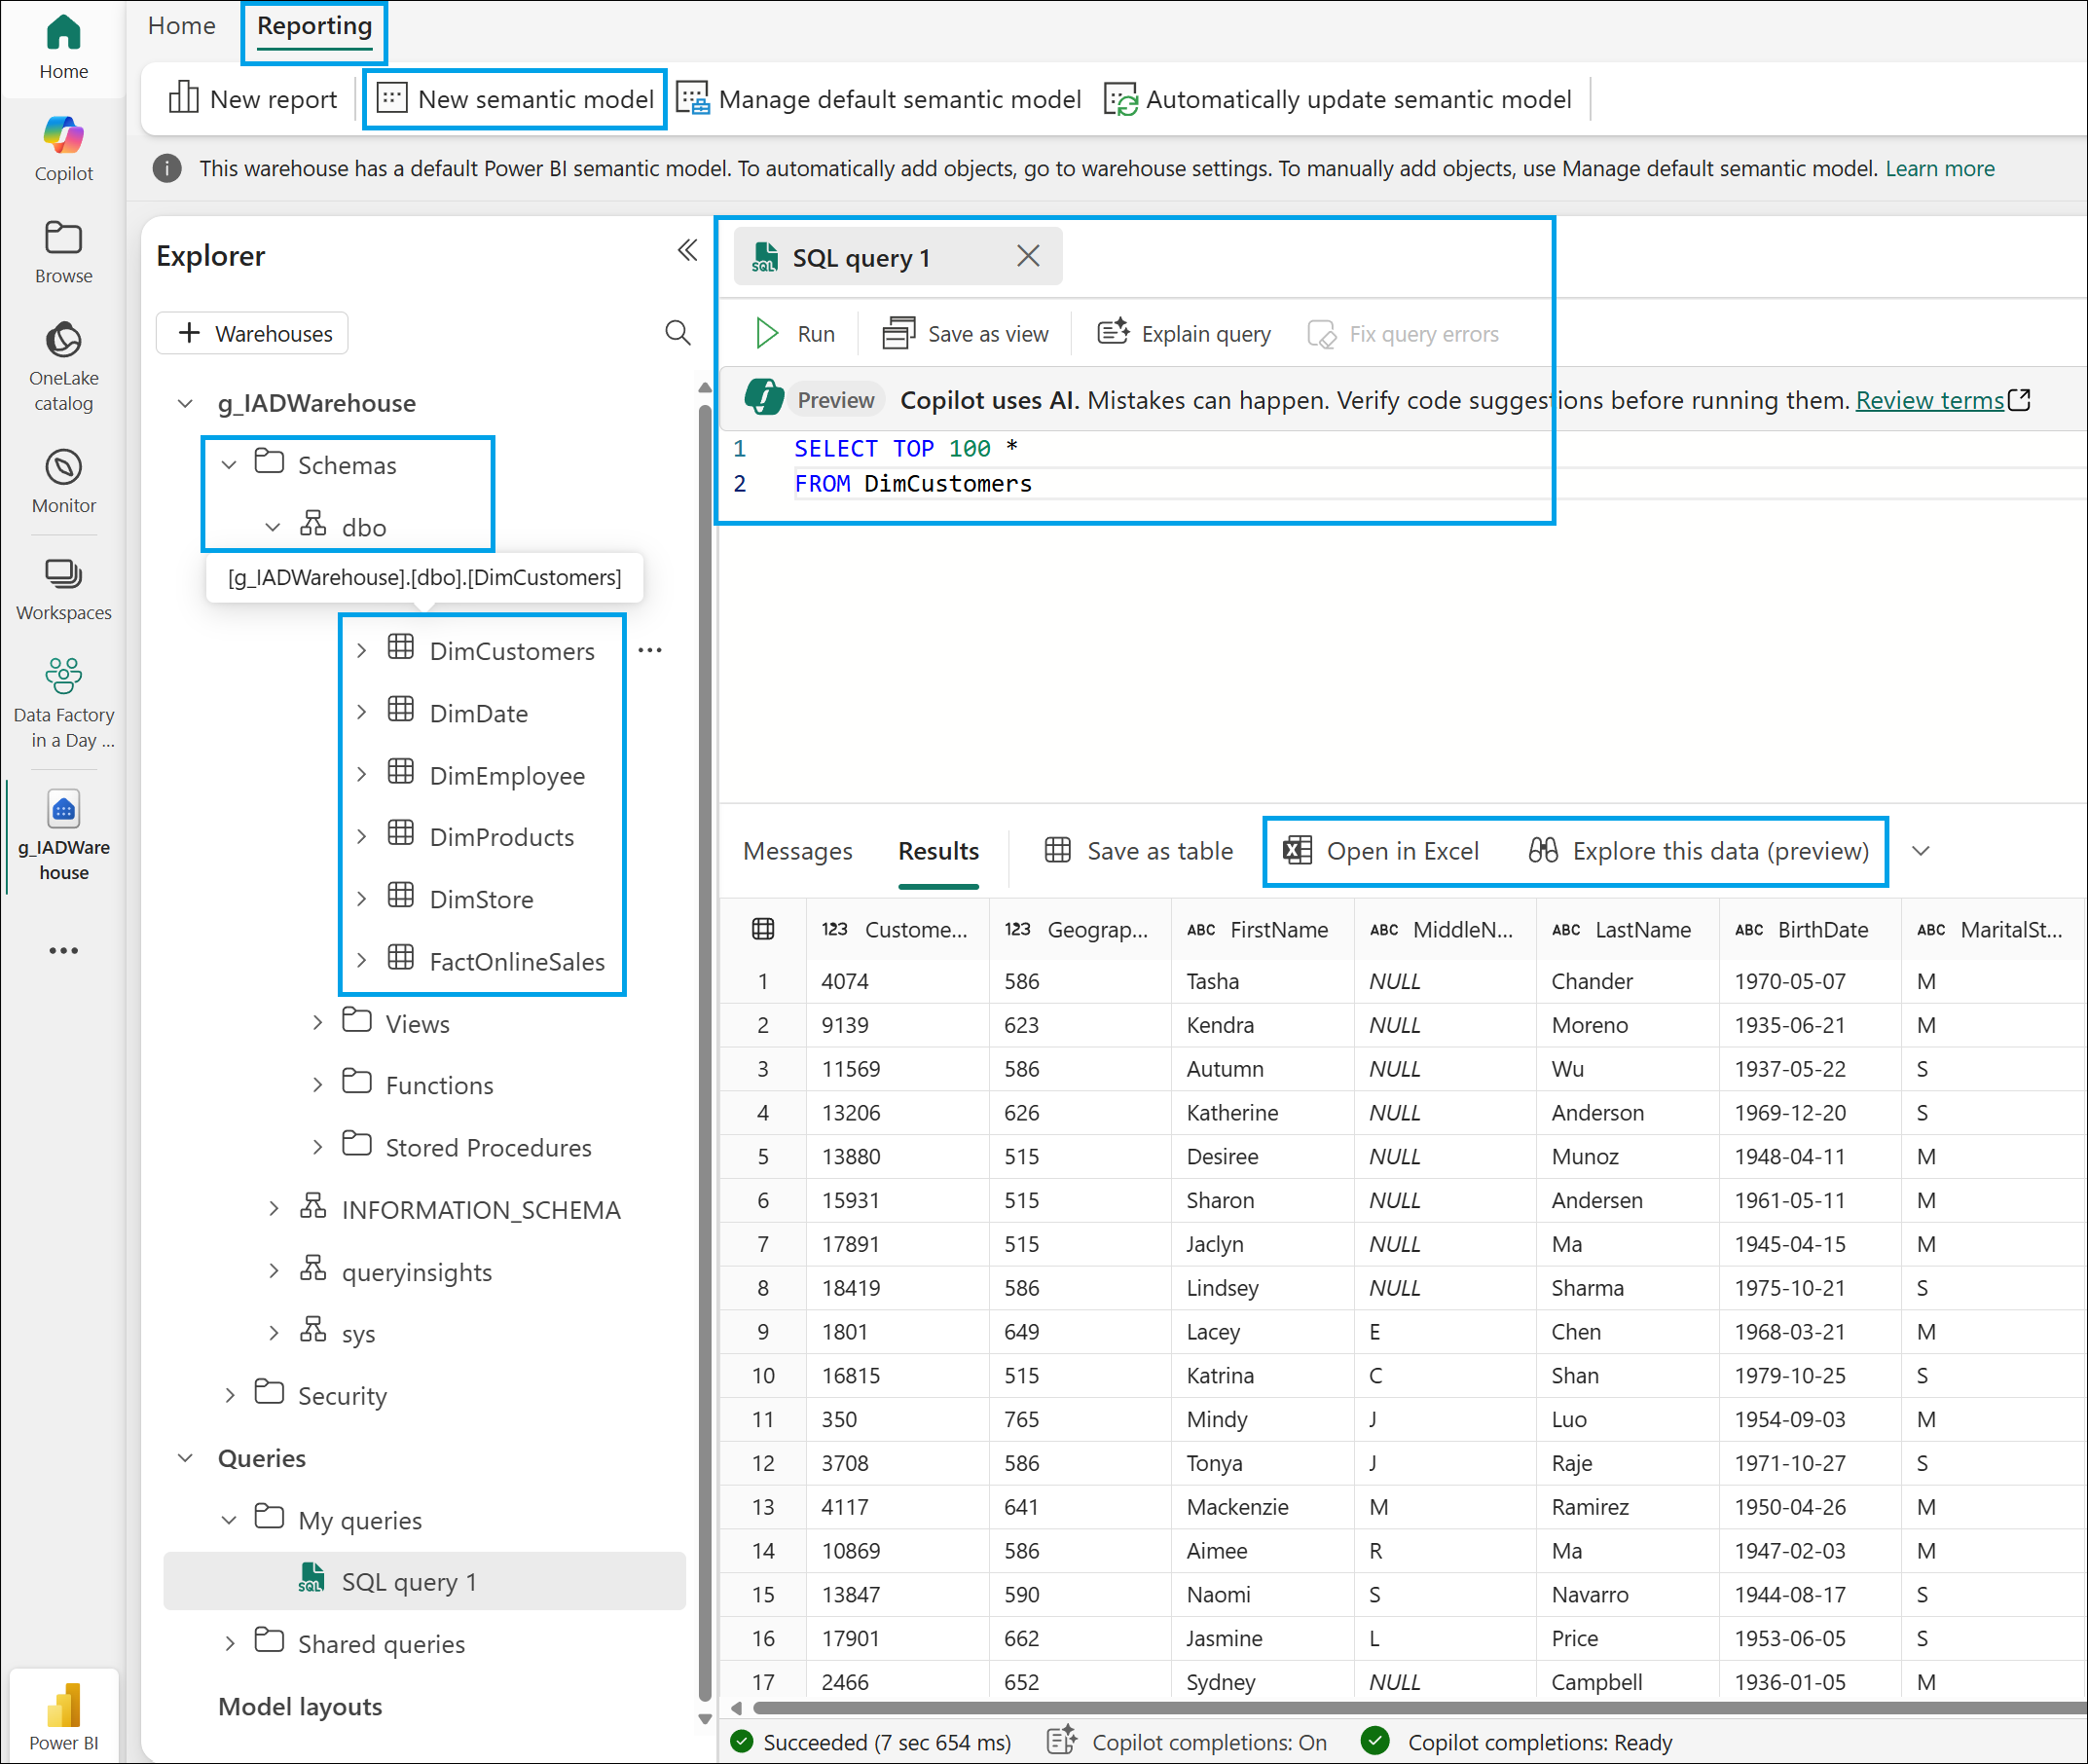 Home
Copilot
Browse
OneLake
catalog
Monitor
Workspaces
Data Factory
in a Day ...
g_IADWare
house
Power BI
Home Reporting
New report New semantic model Manage default semantic model Automatically update semantic model
This warehouse has a default Power BI semantic model. To automatically add objects, go to warehouse settings. To manually add objects, use Manage default semantic model. Learn more
Explorer
+ Warehouses
g_IADWarehouse
Schemas
dbo
[g_IADWarehouse].[dbo].[DimCustomers]
DimCustomers ...
DimDate
DimEmployee
DimProducts
DimStore
FactOnlineSales
Views
Functions
Stored Procedures
INFORMATION_SCHEMA
queryinsights
sys
Security
Queries
My queries
SQL SQL query 1
Shared queries
Model layouts
SQL SQL query 1
Run Save as view Explain query Fix query errors
Preview Copilot uses AI. Mistakes can happen. Verify code suggestions before running them. Review terms
1 SELECT TOP 100 *
2 FROM DimCustomers
Messages Results Save as table Open in Excel Explore this data (preview)
123 Custome... 123 Geograp... ABC FirstName ABC MiddleN... ABC LastName ABC BirthDate ABC MaritalSt...
1 4074 586 Tasha NULL Chander 1970-05-07 M
2 9139 623 Kendra NULL Moreno 1935-06-21 M
3 11569 586 Autumn NULL Wu 1937-05-22 S
4 13206 626 Katherine NULL Anderson 1969-12-20 S
5 13880 515 Desiree NULL Munoz 1948-04-11 M
6 15931 515 Sharon NULL Andersen 1961-05-11 M
7 17891 515 Jaclyn NULL Ma 1945-04-15 M
8 18419 586 Lindsey NULL Sharma 1975-10-21 S
9 1801 649 Lacey E Chen 1968-03-21 M
10 16815 515 Katrina C Shan 1979-10-25 S
11 350 765 Mindy J Luo 1954-09-03 M
12 3708 586 Tonya J Raje 1971-10-27 S
13 4117 641 Mackenzie M Ramirez 1950-04-26 M
14 10869 586 Aimee R Ma 1947-02-03 M
15 13847 590 Naomi S Navarro 1944-08-17 S
16 17901 662 Jasmine L Price 1953-06-05 S
17 2466 652 Sydney NULL Campbell 1936-01-05 M
Succeeded (7 sec 654 ms) Copilot completions: On Copilot completions: Ready